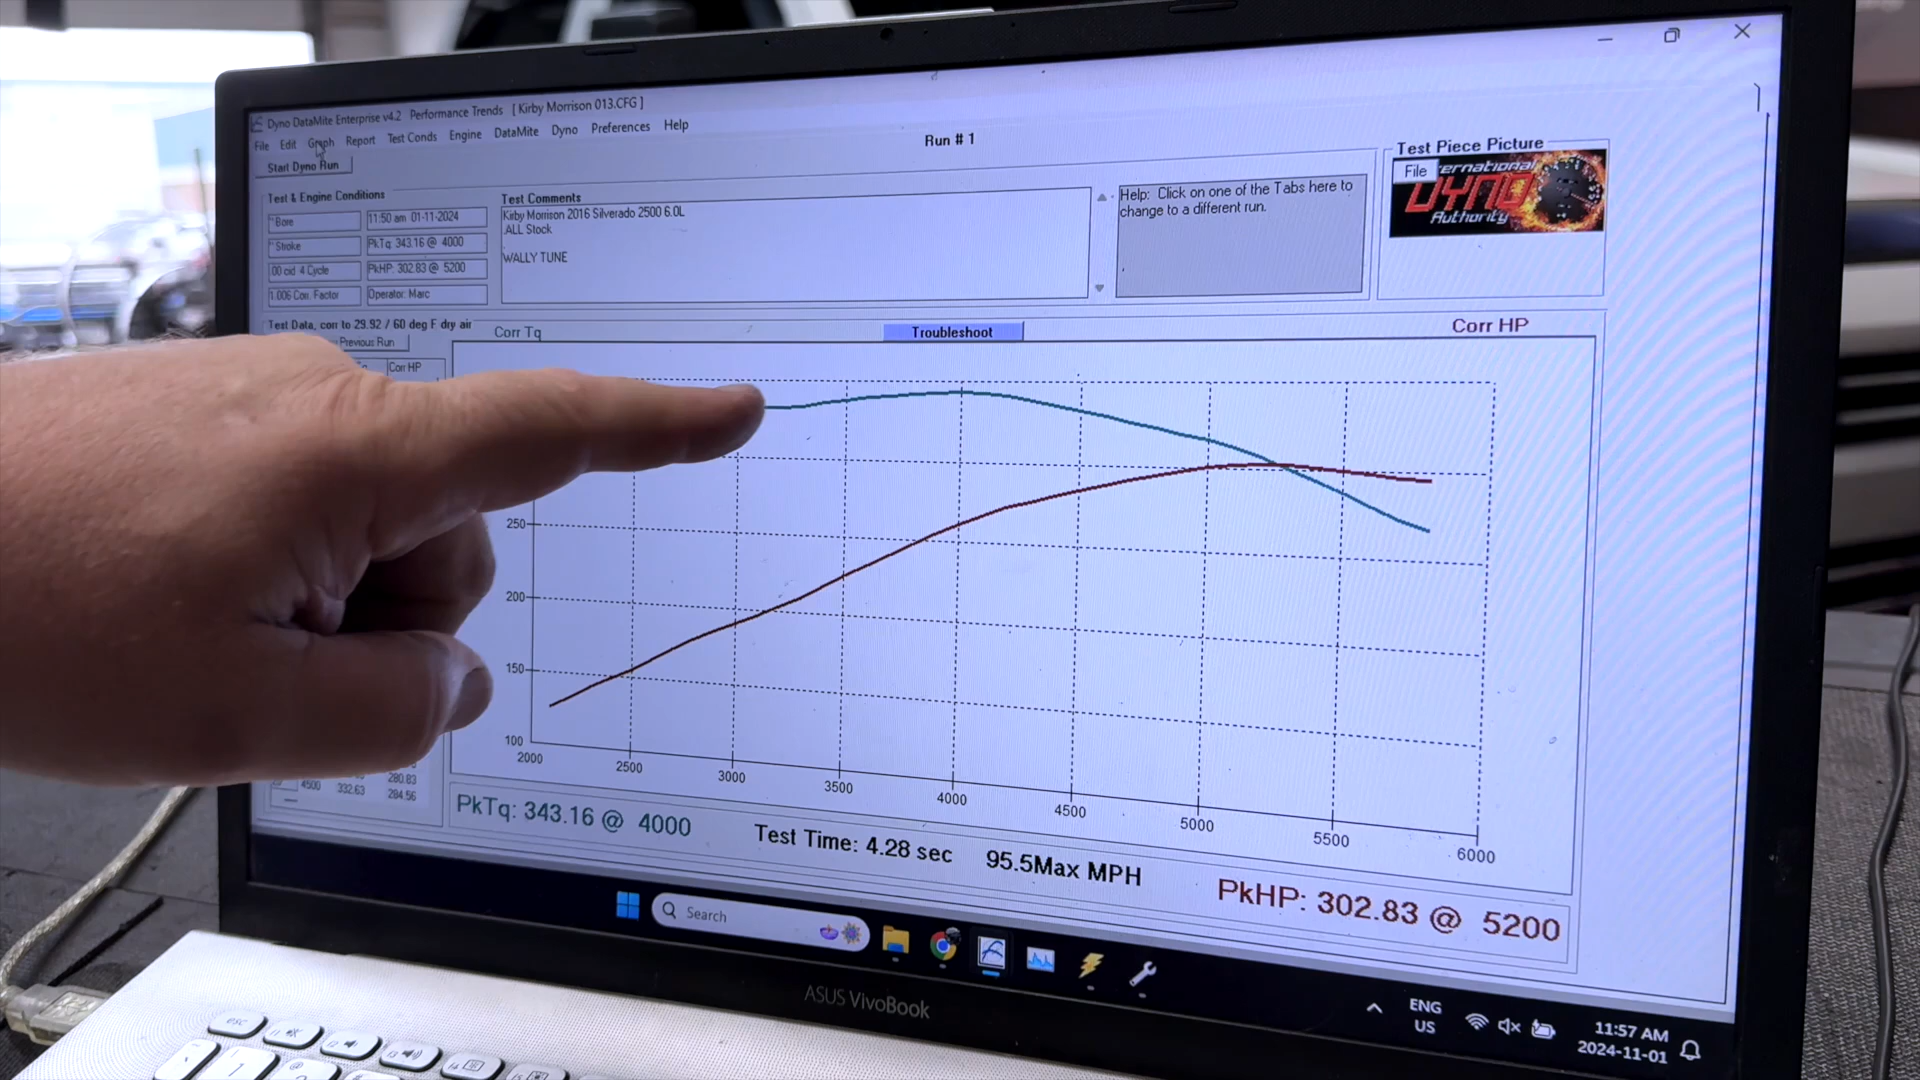 Dyno DataMite Enterprise v4.2 Performance Trends [ Kirby Morrison 013.CFG ]
File Edit Graph Report Test Conds Engine DataMite Dyno Preferences Help
Start Dyno Run
Run # 1
Test & Engine Conditions
" Bore
11:50 am 01-11-2024
" Stroke
PkTq: 343.16 @ 4000
.00 cid 4 Cycle
PkHP: 302.83 @ 5200
1.006 Corr. Factor
Operator: Marc
Test Comments
Kirby Morrison 2016 Silverado 2500 6.0L
ALL Stock
WALLY TUNE
Help: Click on one of the Tabs here to
change to a different run.
Test Piece Picture
File
ernational
DYNO
Authority
Test Data, corr to 29.92 / 60 deg F dry air
Previous Run
Corr HP
280.83
4500 332.63 284.56
Corr Tq
Troubleshoot
Corr HP
250
200
150
100
2000
2500
3000
3500
4000
4500
5000
5500
6000
PkTq: 343.16 @ 4000
Test Time: 4.28 sec
95.5Max MPH
PkHP: 302.83 @ 5200
Search
ENG
US
11:57 AM
2024-11-01
ASUS VivoBook
esc